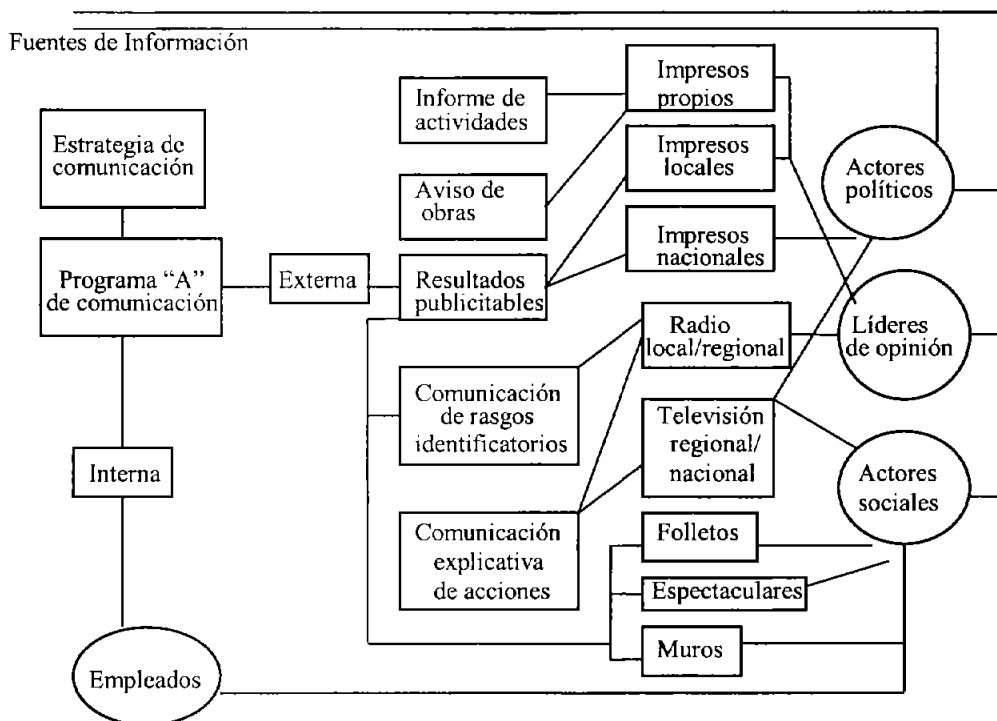 Fuentes de Información
Estrategia de
comunicación
Programa “A”
de comunicación
Externa
Interna
Empleados
Informe de
actividades
Aviso de
obras
Resultados
publicitables
Comunicación
de rasgos
identificatorios
Comunicación
explicativa
de acciones
Impresos
propios
Impresos
locales
Impresos
nacionales
Radio
local/regional
Televisión
regional/
nacional
Folletos
Espectaculares
Muros
Actores
políticos
Líderes
de opinión
Actores
sociales